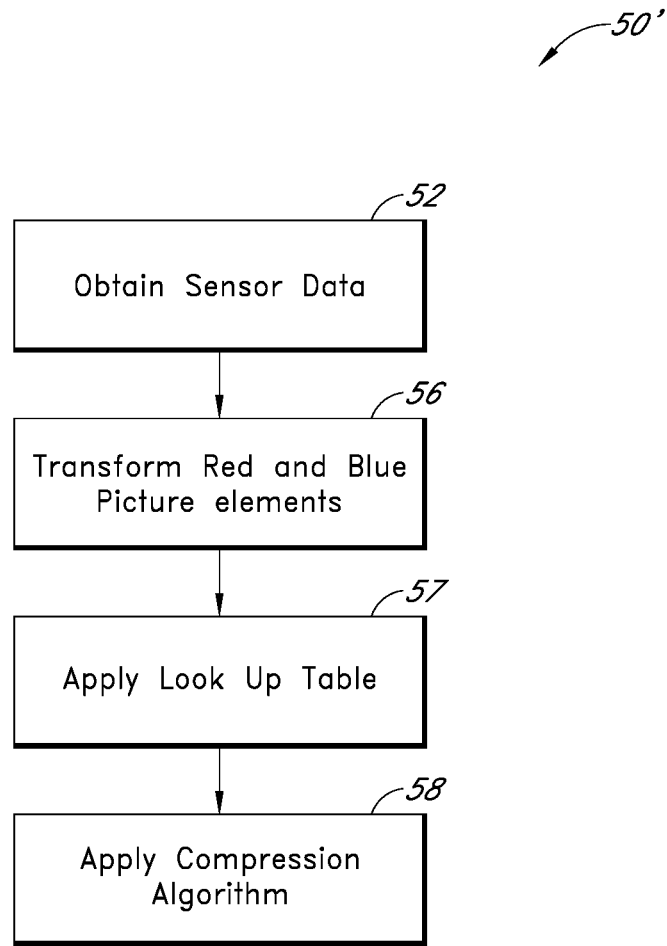 50’
52
Obtain Sensor Data
56
Transform Red and Blue
Picture elements
57
Apply Look Up Table
58
Apply Compression
Algorithm